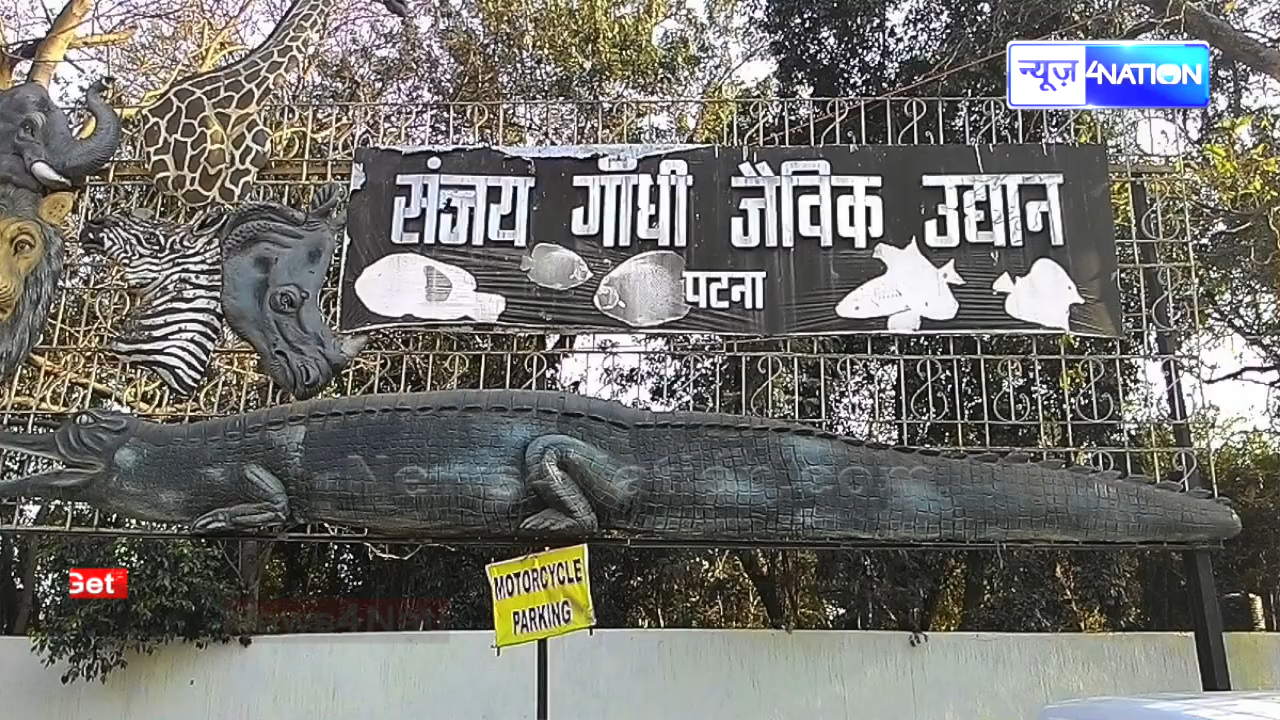 न्यूज़ 4NATION
संजय गाँधी जैविक उद्यान
पटना
MOTORCYCLE
PARKING
Get